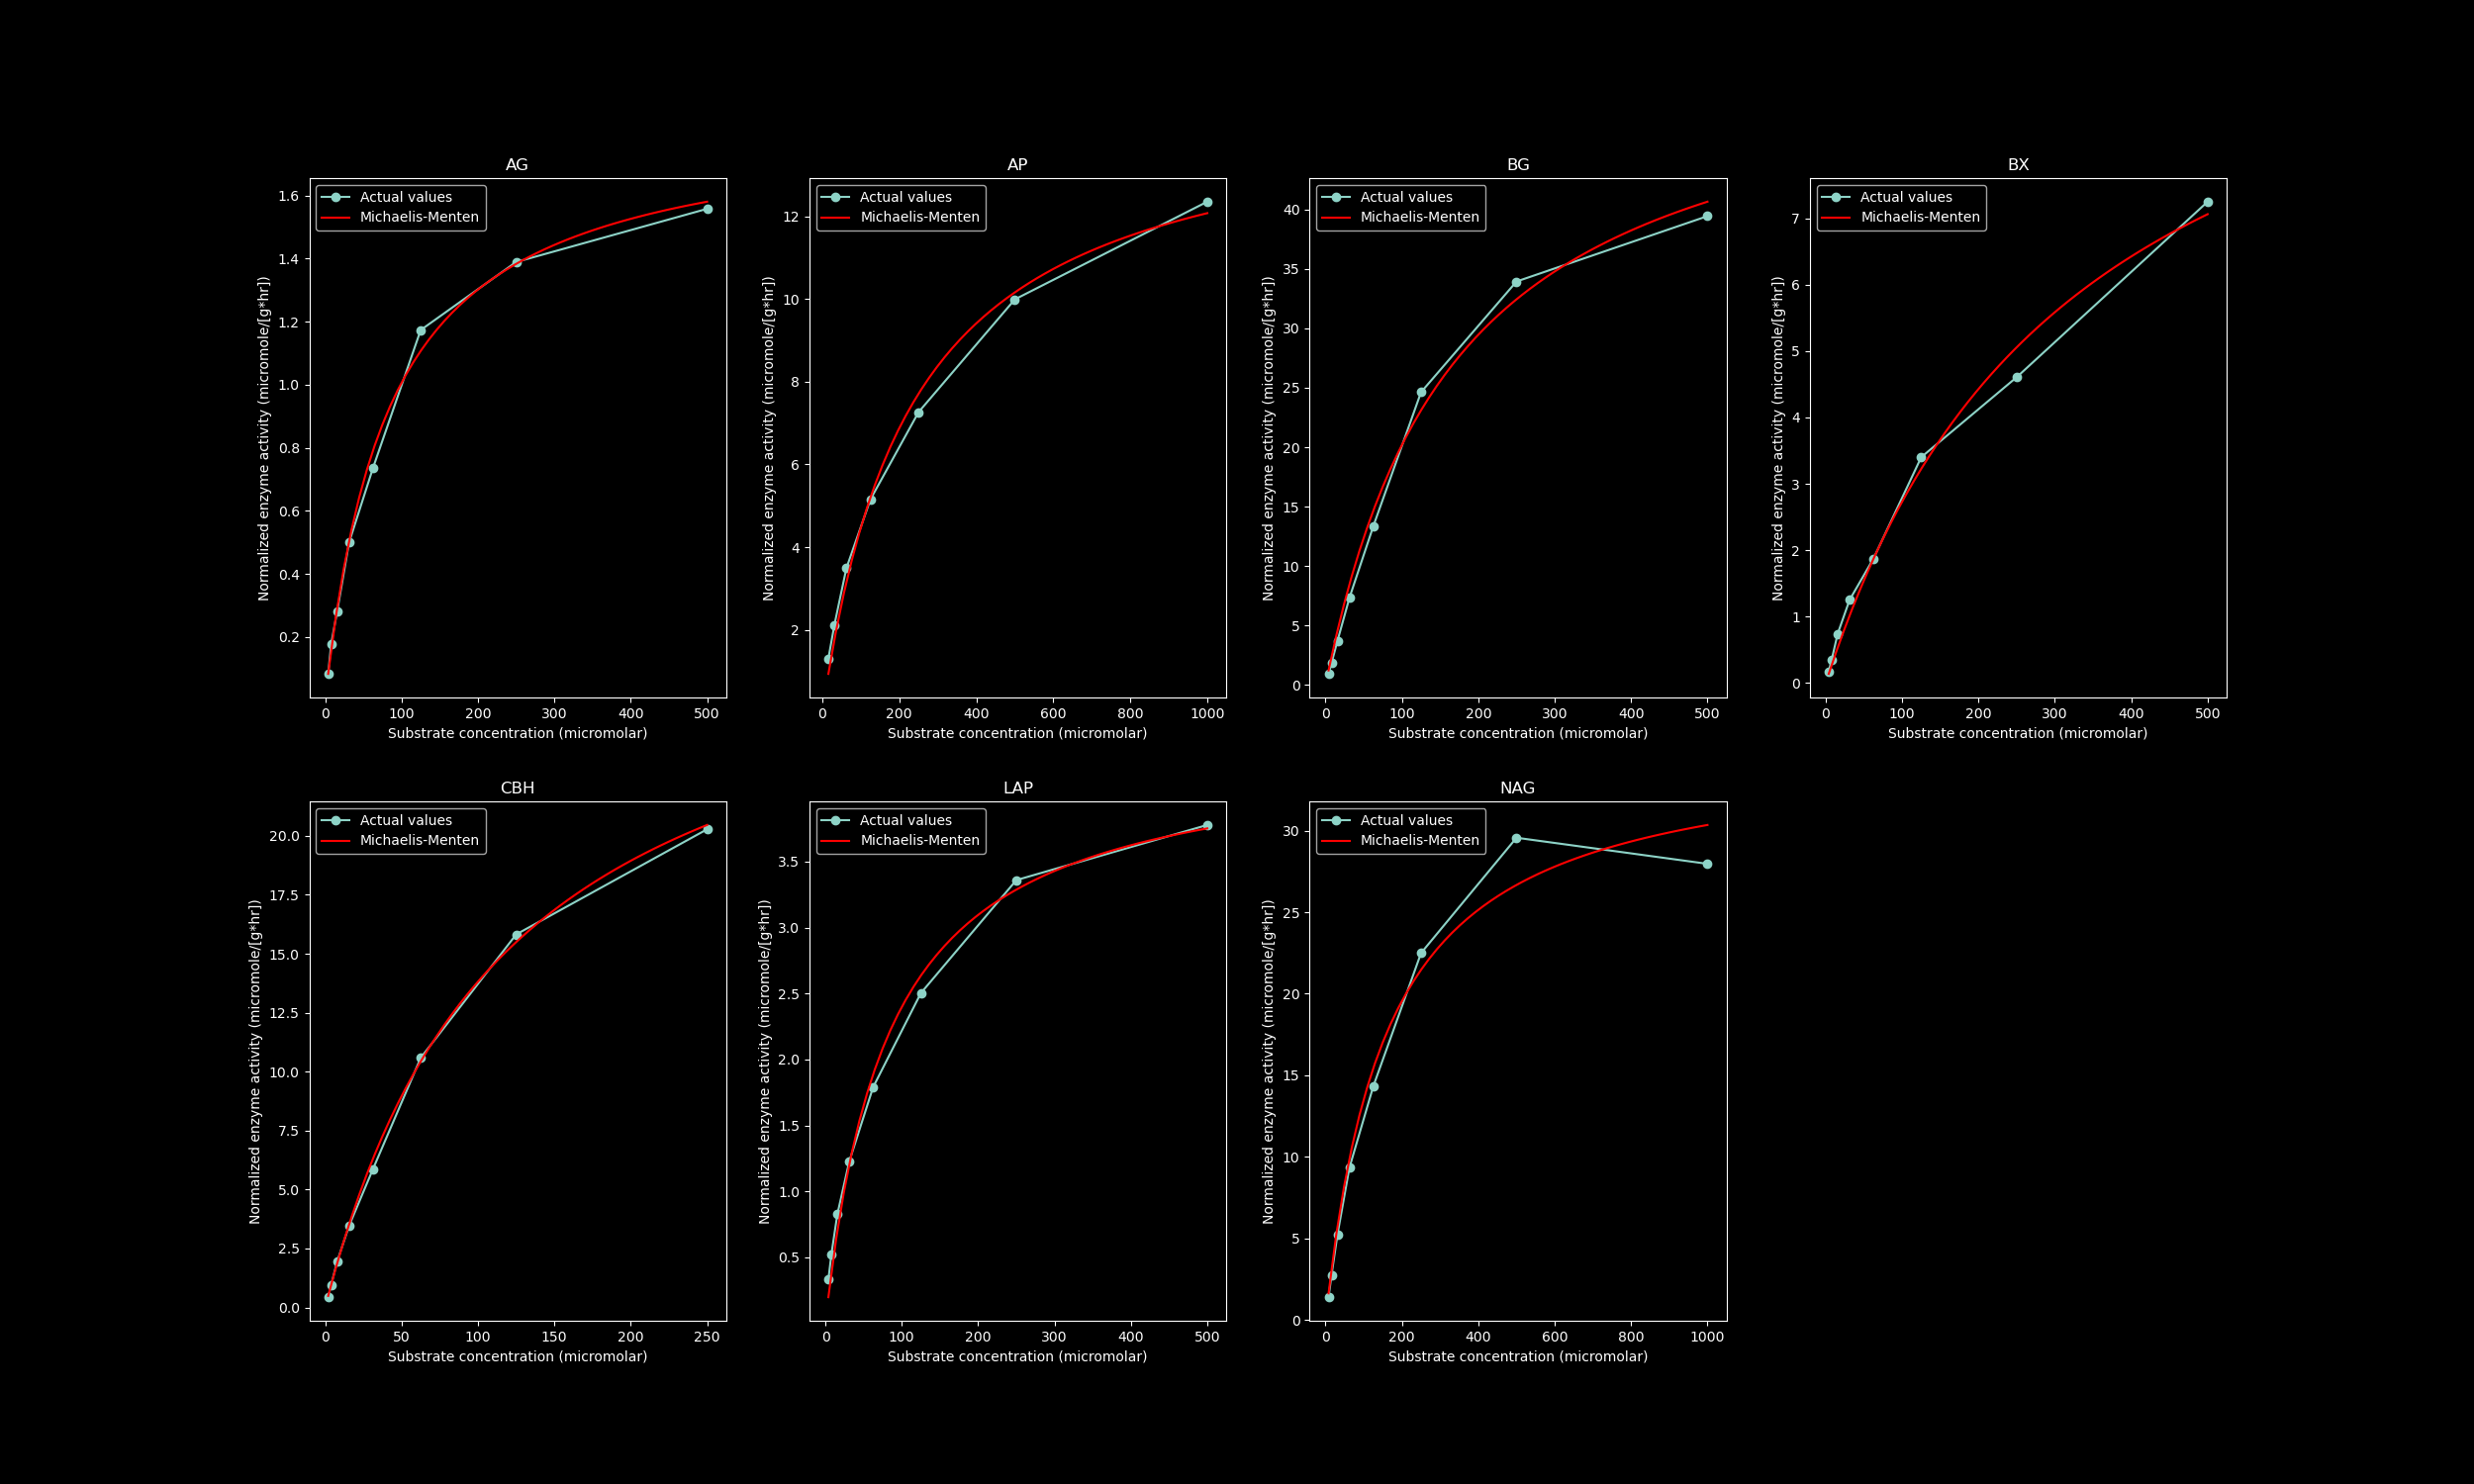 AG
Actual values
Michaelis-Menten
Normalized enzyme activity (micromole/[g*hr])
1.6
1.4
1.2
1.0
0.8
0.6
0.4
0.2
0 100 200 300 400 500
Substrate concentration (micromolar)
AP
Actual values
Michaelis-Menten
Normalized enzyme activity (micromole/[g*hr])
12
10
8
6
4
2
0 200 400 600 800 1000
Substrate concentration (micromolar)
BG
Actual values
Michaelis-Menten
Normalized enzyme activity (micromole/[g*hr])
40
35
30
25
20
15
10
5
0
0 100 200 300 400 500
Substrate concentration (micromolar)
BX
Actual values
Michaelis-Menten
Normalized enzyme activity (micromole/[g*hr])
7
6
5
4
3
2
1
0
0 100 200 300 400 500
Substrate concentration (micromolar)
CBH
Actual values
Michaelis-Menten
Normalized enzyme activity (micromole/[g*hr])
20.0
17.5
15.0
12.5
10.0
7.5
5.0
2.5
0.0
0 50 100 150 200 250
Substrate concentration (micromolar)
LAP
Actual values
Michaelis-Menten
Normalized enzyme activity (micromole/[g*hr])
3.5
3.0
2.5
2.0
1.5
1.0
0.5
0 100 200 300 400 500
Substrate concentration (micromolar)
NAG
Actual values
Michaelis-Menten
Normalized enzyme activity (micromole/[g*hr])
30
25
20
15
10
5
0
0 200 400 600 800 1000
Substrate concentration (micromolar)